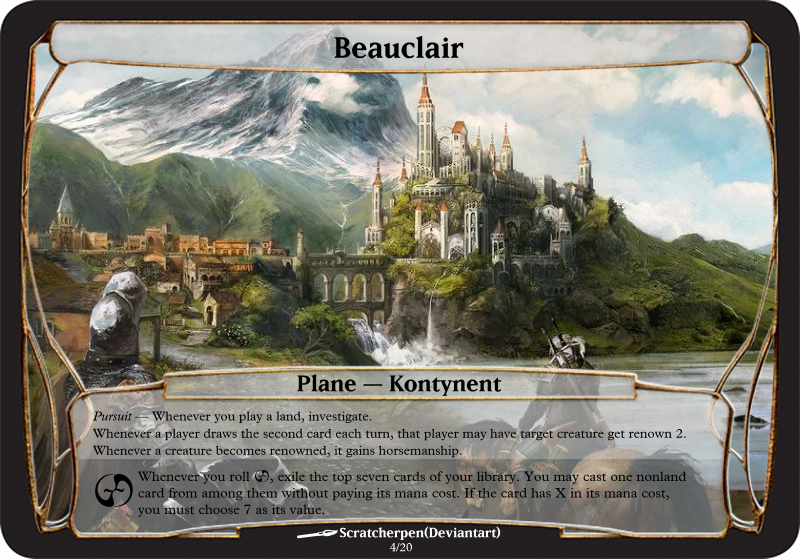 Beauclair
Plane — Kontynent
Pursuit — Whenever you play a land, investigate.
Whenever a player draws the second card each turn, that player may have target creature get renown 2.
Whenever a creature becomes renowned, it gains horsemanship.
Whenever you roll , exile the top seven cards of your library. You may cast one nonland
card from among them without paying its mana cost. If the card has X in its mana cost,
you must choose 7 as its value.
Scratcherpen(Deviantart)
4/20